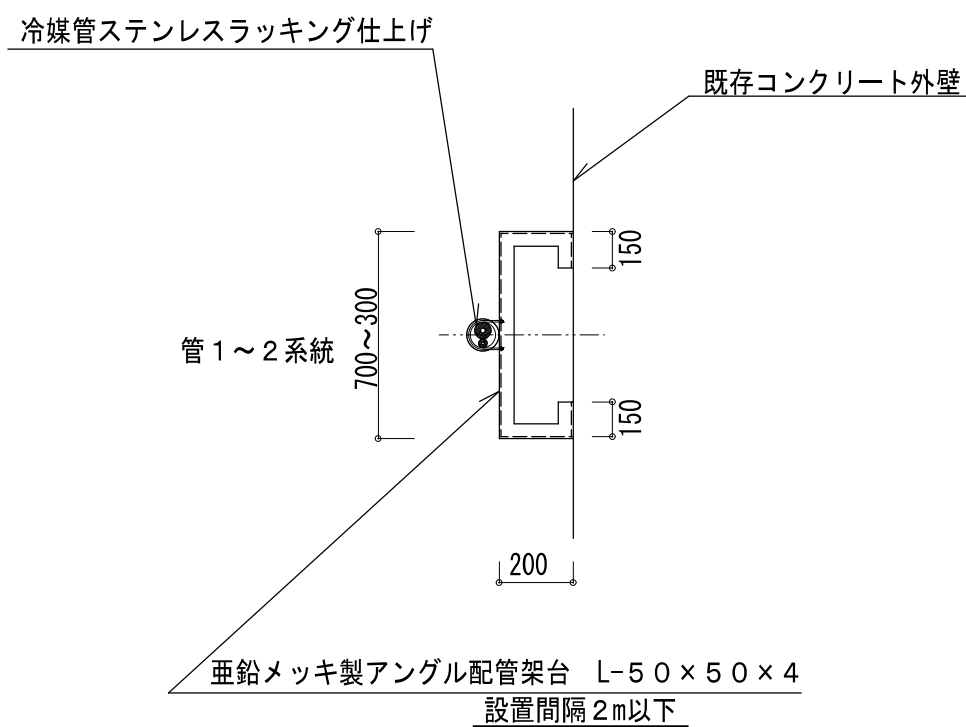 冷媒管ステンレスラッキング仕上げ
既存コンクリート外壁
150
700～300
管1～2系統
150
200
亜鉛メッキ製アングル配管架台 L-50×50×4
設置間隔2m以下